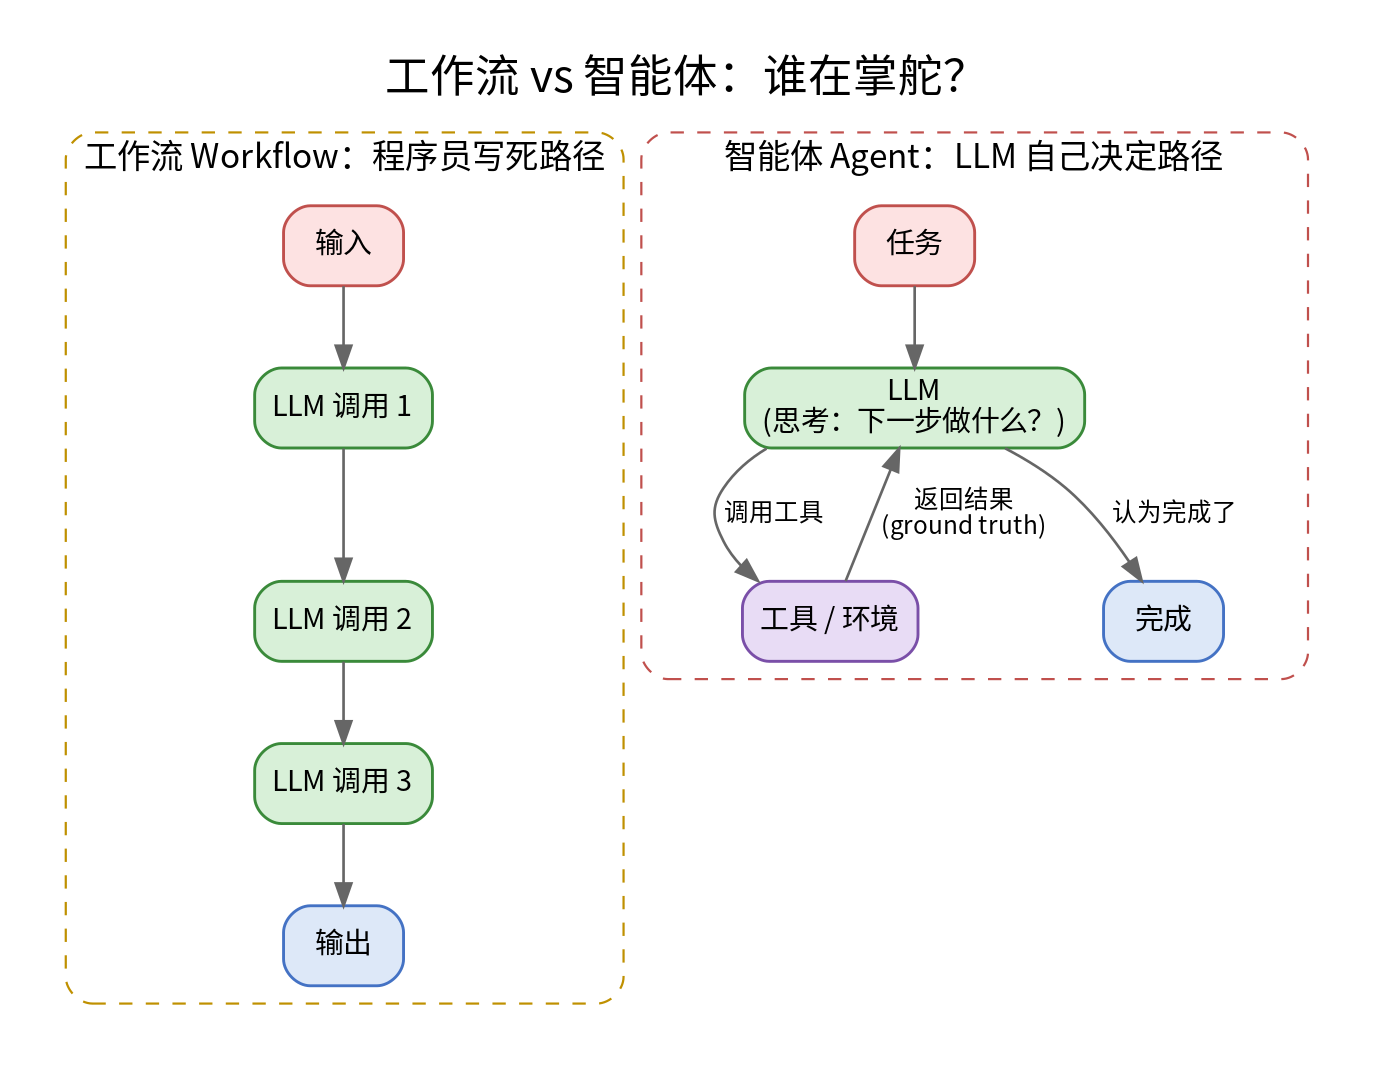 工作流 vs 智能体：谁在掌舵？
工作流 Workflow：程序员写死路径
输入
LLM 调用 1
LLM 调用 2
LLM 调用 3
输出
智能体 Agent：LLM 自己决定路径
任务
LLM
(思考：下一步做什么？)
调用工具
返回结果
(ground truth)
认为完成了
工具 / 环境
完成